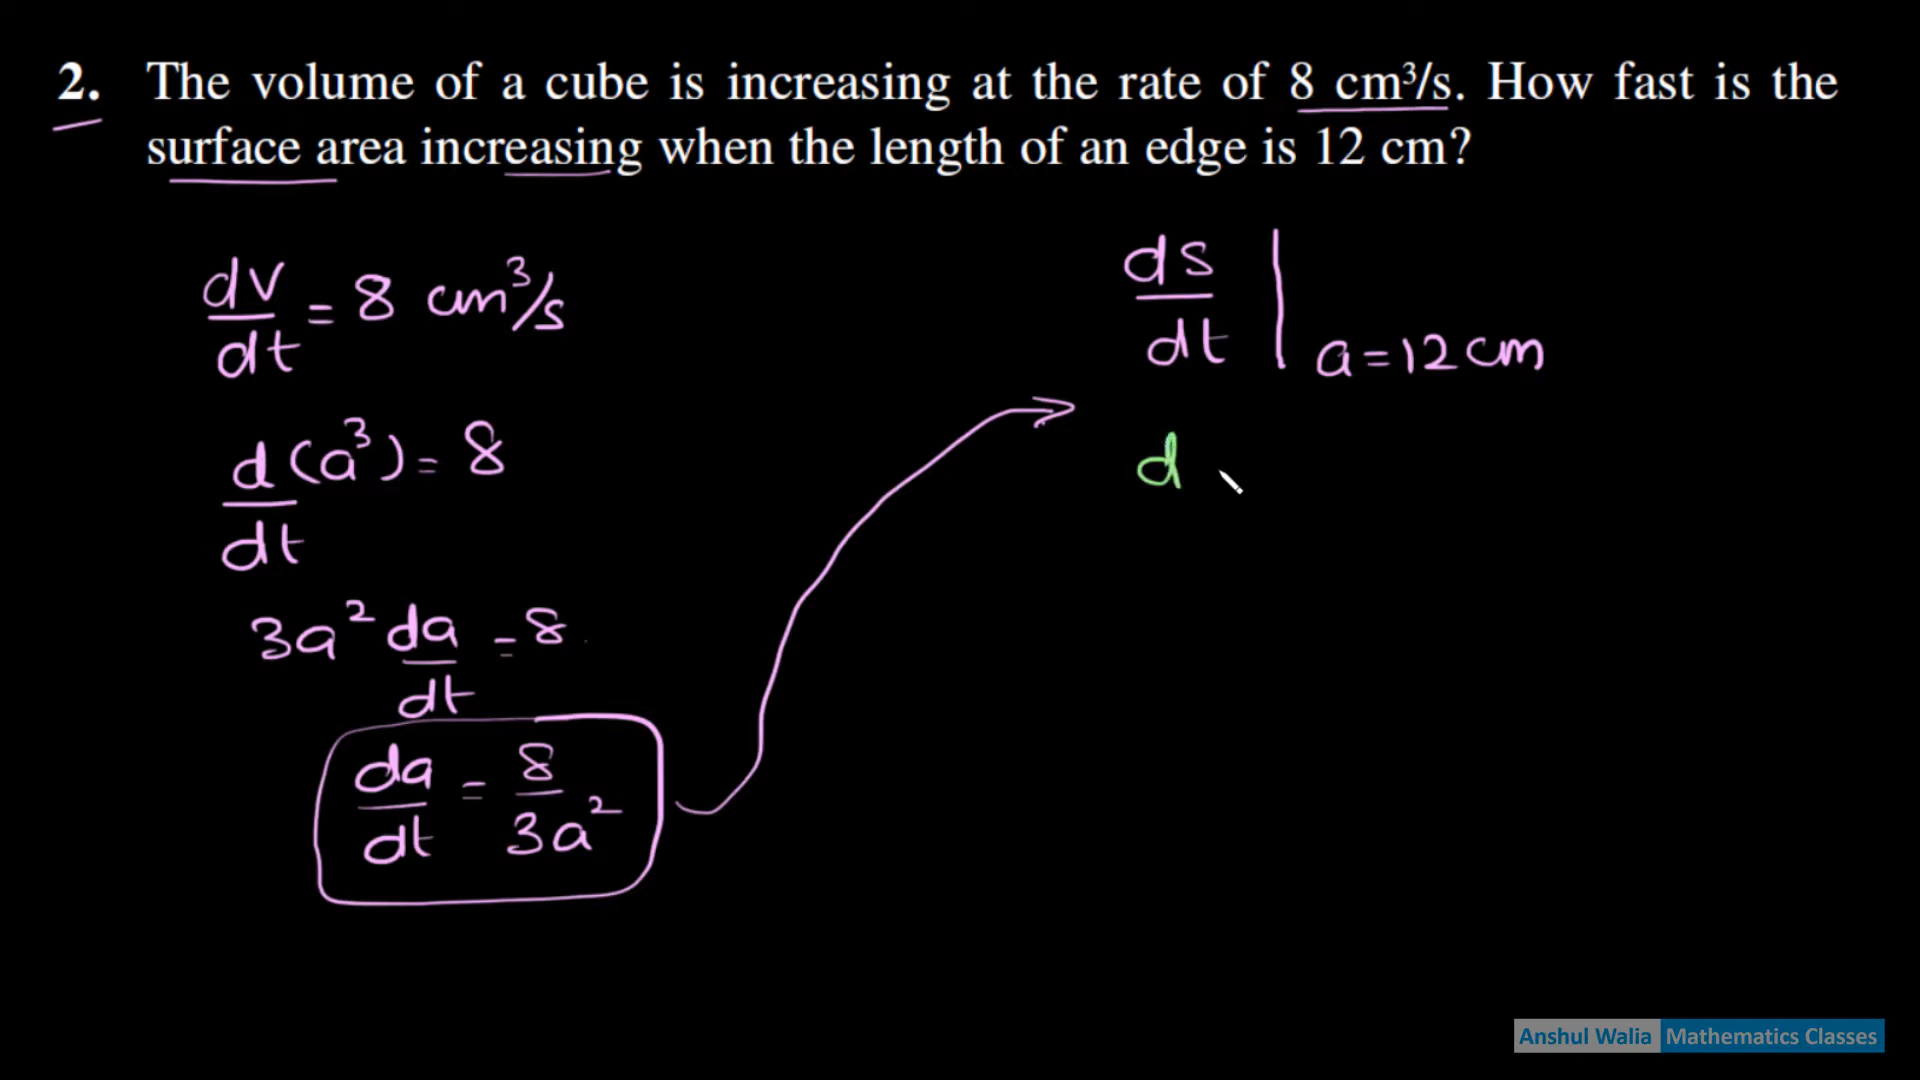 2. The volume of a cube is increasing at the rate of 8 cm³/s. How fast is the
surface area increasing when the length of an edge is 12 cm?
dv/dt = 8 cm³/s
d/dt (a³) = 8
3a² da/dt = 8
da/dt = 8/3a²
ds/dt | a = 12 cm
d
Anshul Walia Mathematics Classes